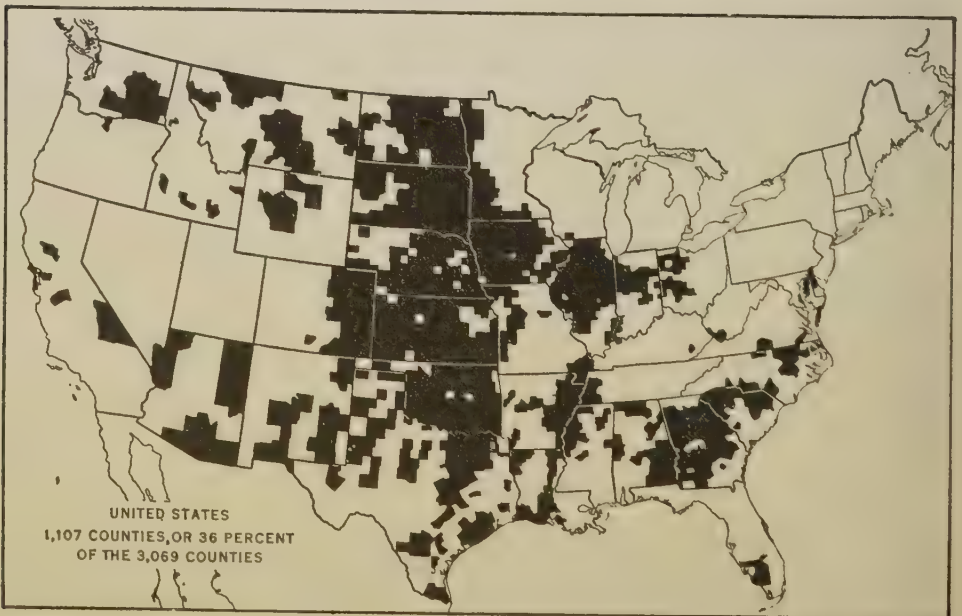 UNITED STATES
1,107 COUNTIES, OR 36 PERCENT
OF THE 3,069 COUNTIES